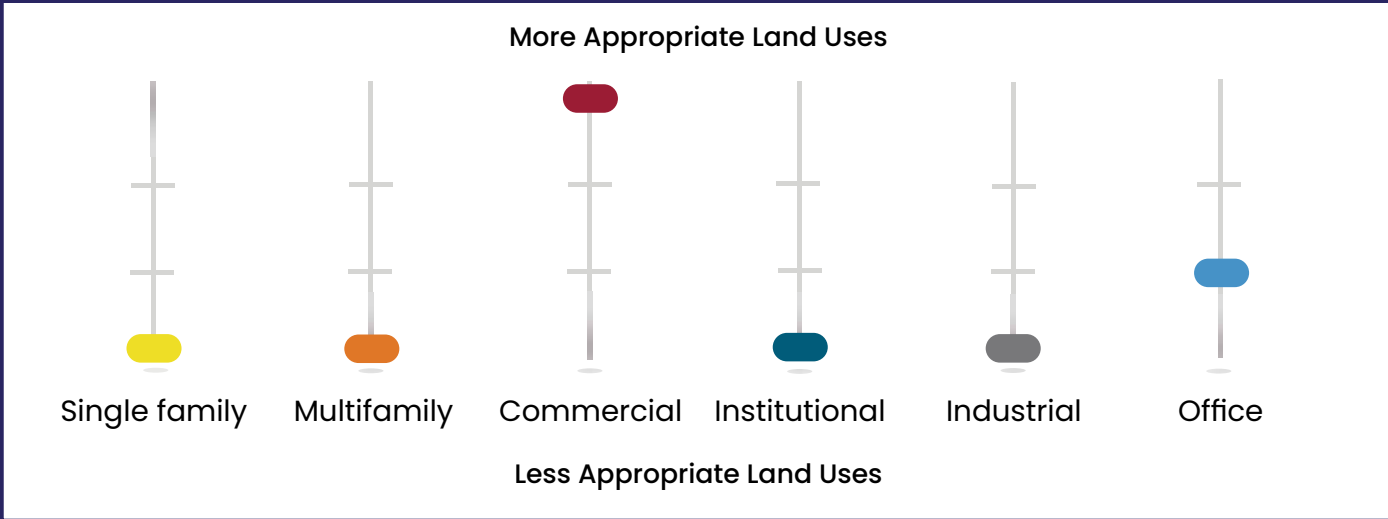 More Appropriate Land Uses
Single family Multifamily Commercial Institutional Industrial Office
Less Appropriate Land Uses